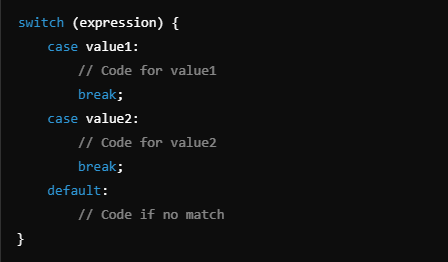 switch (expression) {
    case value1:
        // Code for value1
        break;
    case value2:
        // Code for value2
        break;
    default:
        // Code if no match
}